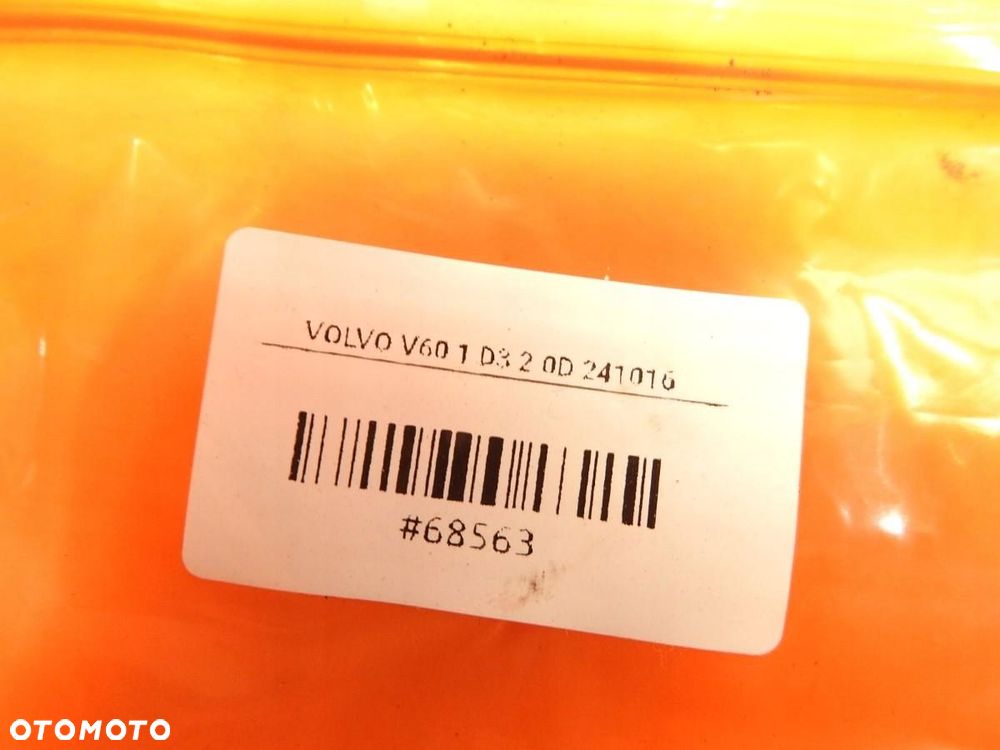 VOLVO V60 1 D3 2 0D 241016
#68563
OTOMOTO